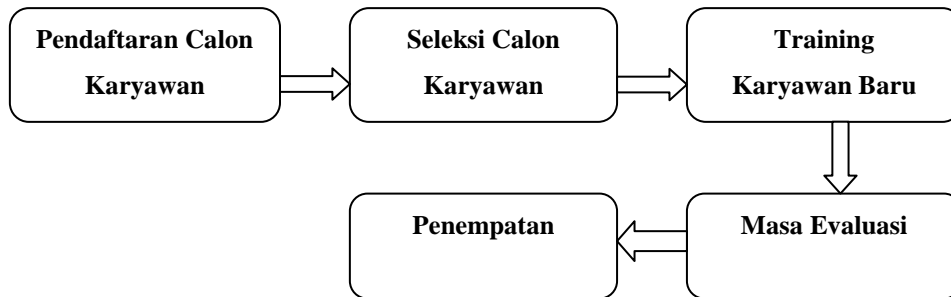 Pendaftaran Calon
Karyawan
Seleksi Calon
Karyawan
Training
Karyawan Baru
Masa Evaluasi
Penempatan